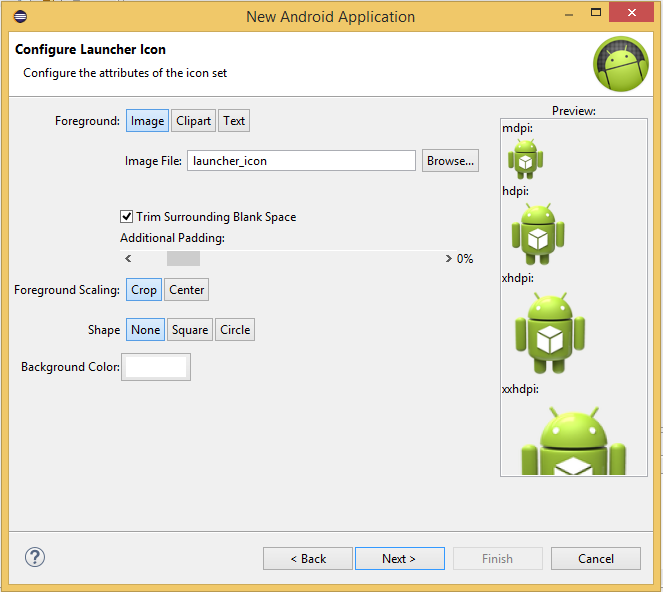 New Android Application
Configure Launcher Icon
Configure the attributes of the icon set
Foreground: Image Clipart Text
Image File: launcher_icon Browse...
Trim Surrounding Blank Space
Additional Padding:
0%
Foreground Scaling: Crop Center
Shape None Square Circle
Background Color:
Preview:
mdpi:
hdpi:
xhdpi:
xxhdpi:
< Back Next > Finish Cancel